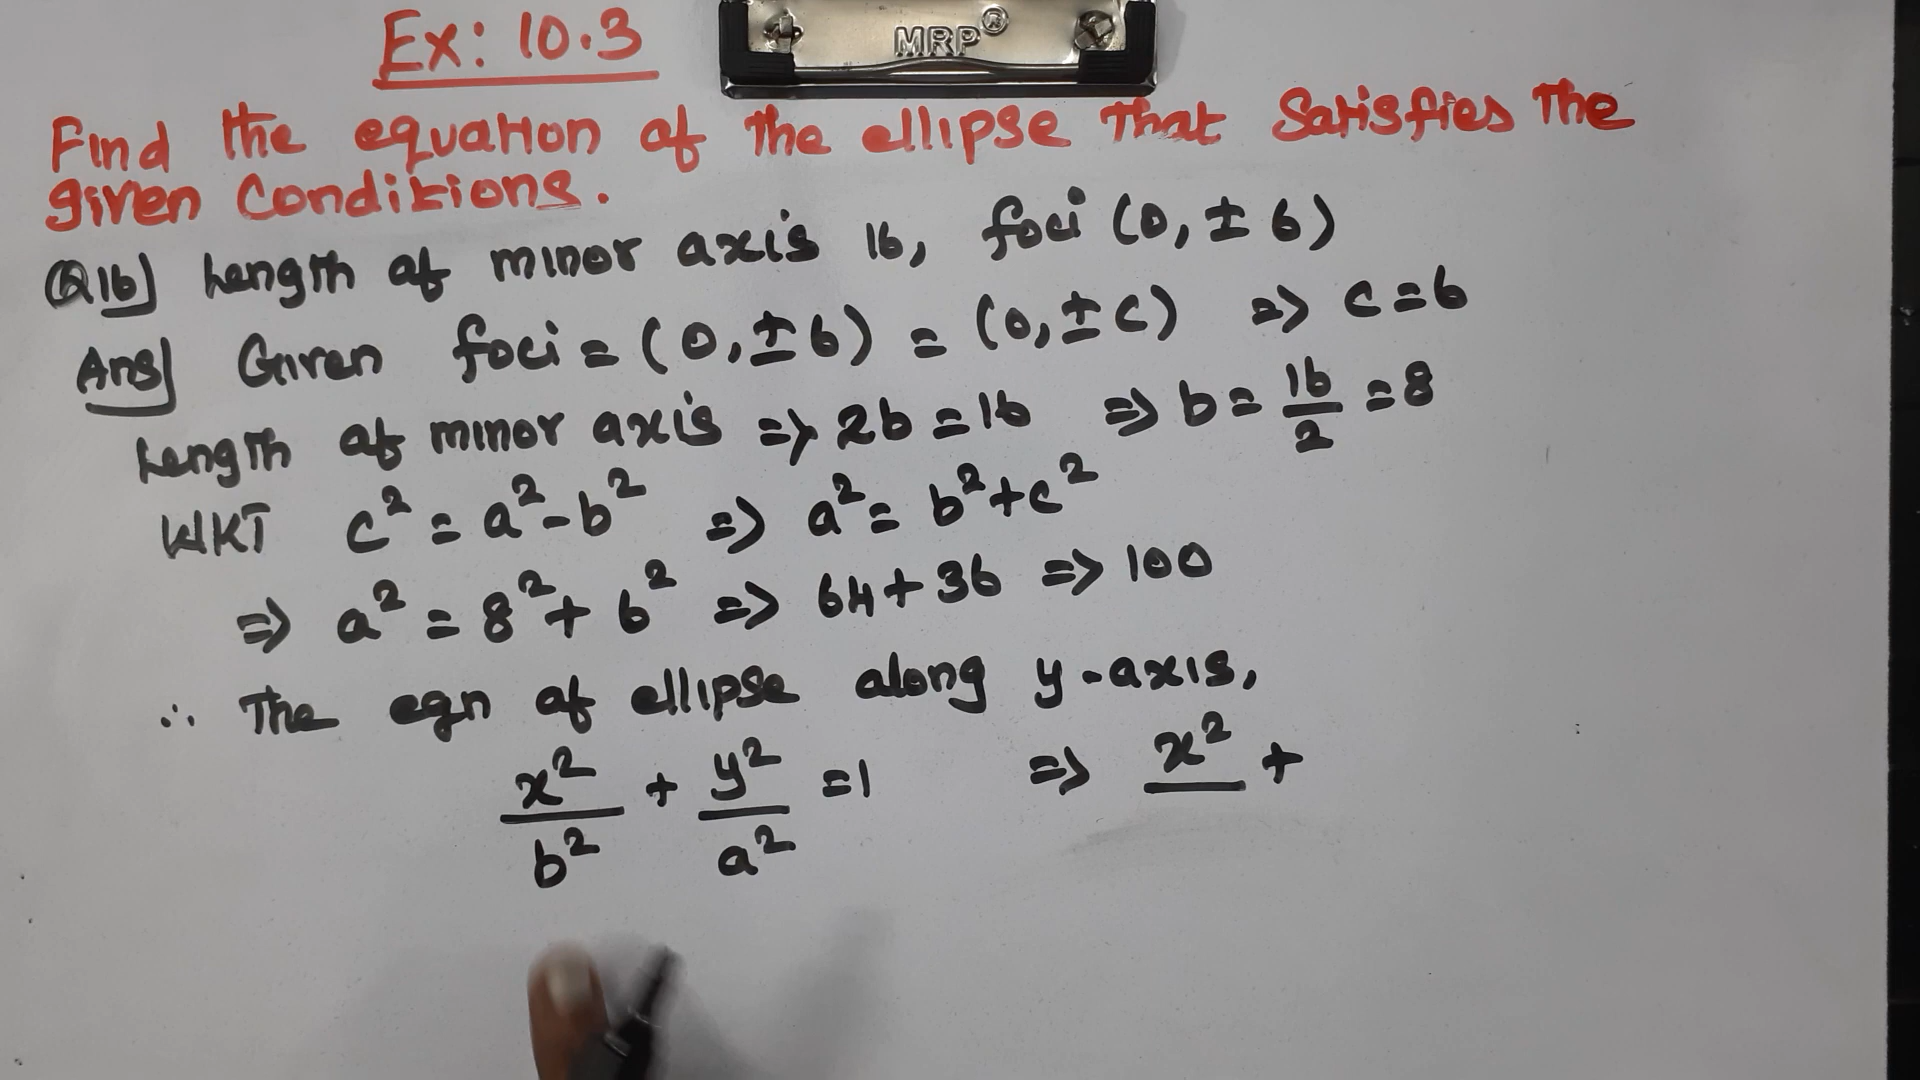 MRP®
Ex: 10.3
Find the equation of the ellipse that satisfies the
given conditions.
Q16] Length of minor axis 16, foci (0, ± 6)
Ans] Given foci = (0, ± 6) = (0, ± c) => c = 6
Length of minor axis => 2b = 16 => b = 16/2 = 8
WKT c² = a² - b² => a² = b² + c²
=> a² = 8² + 6² => 64 + 36 => 100
∴ The eqn of ellipse along y-axis,
x²/b² + y²/a² = 1 => x² +